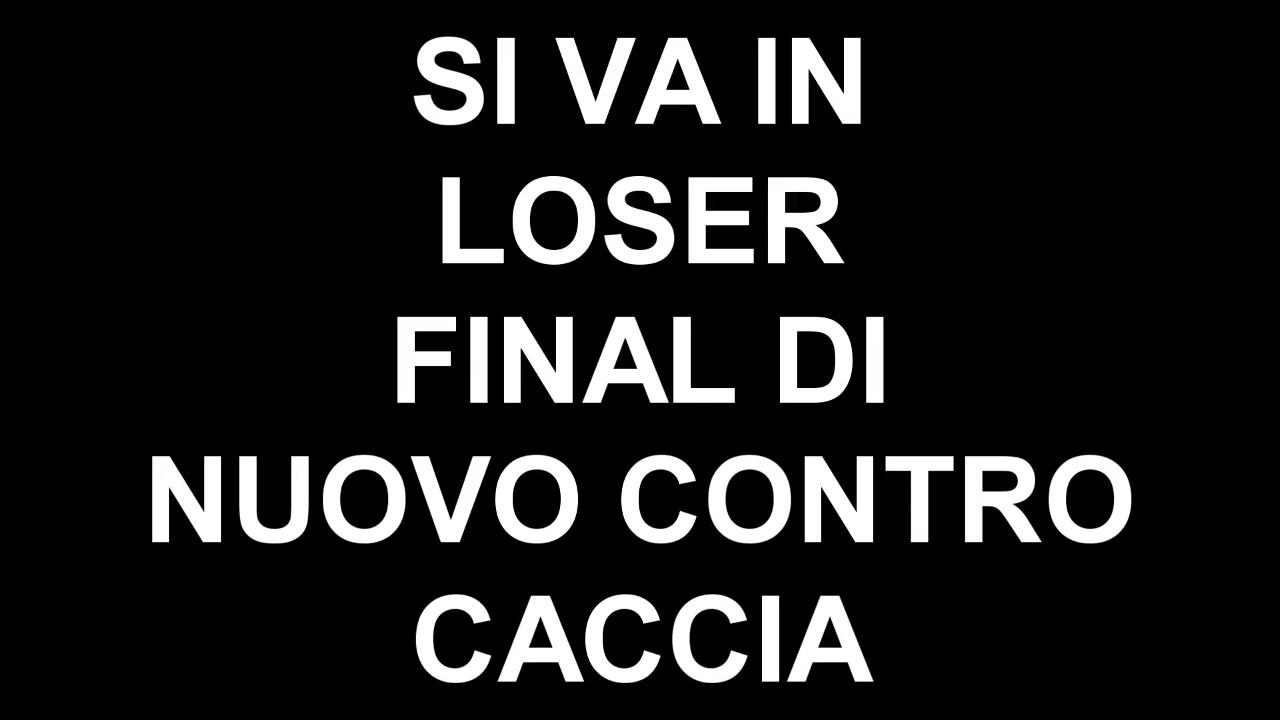 SI VA IN
LOSER
FINAL DI
NUOVO CONTRO
CACCIA